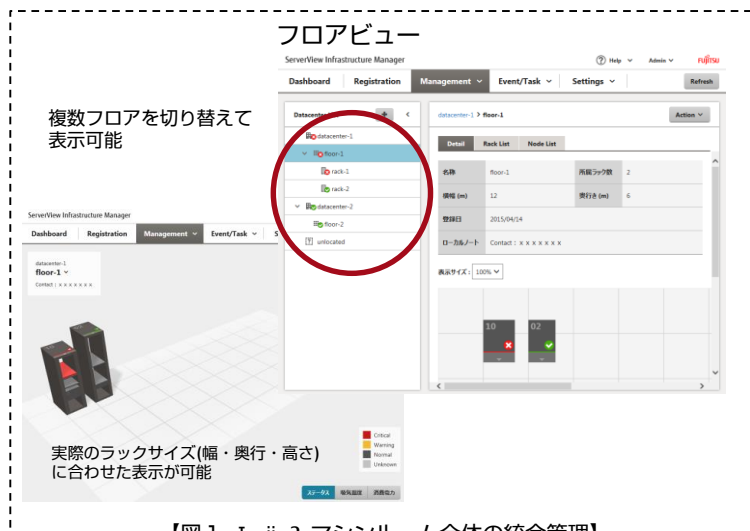 フロアビュー
ServerView Infrastructure Manager
Help
Admin
FUJITSU
Dashboard Registration Management Event/Task Settings Refresh
複数フロアを切り替えて
表示可能
datacenter-1
floor-1
rack-1
rack-2
datacenter-2
floor-2
unlocated
datacenter-1 > floor-1
Action
Detail Rack List Node List
名称 floor-1 所属ラック数 2
横幅 (m) 12 奥行き (m) 6
登録日 2015/04/14
ローカルノート Contact : x x x x x x x
表示サイズ : 100%
10 02
ServerView Infrastructure Manager
Dashboard Registration Management Event/Task S
datacenter-1
floor-1
Contact : x x x x x x x
実際のラックサイズ(幅・奥行・高さ)
に合わせた表示が可能
Critical
Warning
Normal
Unknown
ステータス 吸気温度 消費電力